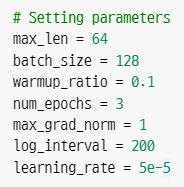 # Setting parameters
max_len = 64
batch_size = 128
warmup_ratio = 0.1
num_epochs = 3
max_grad_norm = 1
log_interval = 200
learning_rate = 5e-5